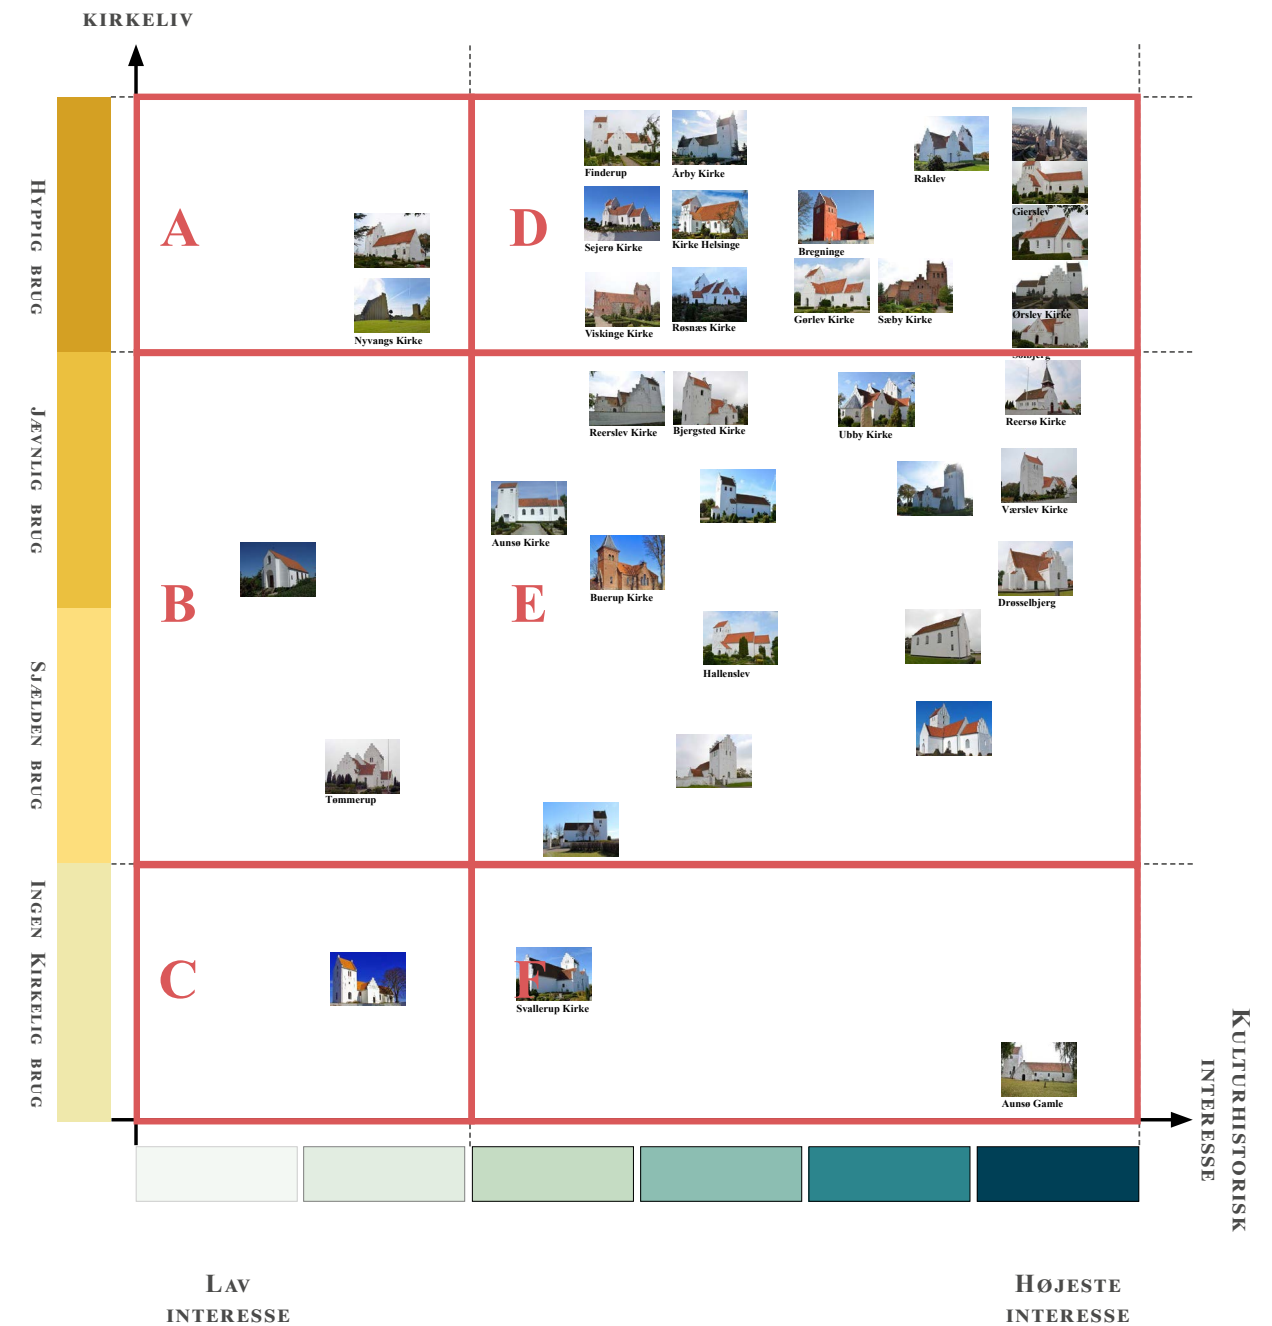 KIRKELIV
HYPPIG BRUG
JÆVNLIG BRUG
SJÆLDEN BRUG
INGEN KIRKELIG BRUG
A
Nyvangs Kirke
D
Finderup
Årby Kirke
Raklev
Sejerø Kirke
Kirke Helsinge
Bregninge
Gierslev
Viskinge Kirke
Røsnæs Kirke
Gørlev Kirke
Sæby Kirke
Ørslev Kirke
Solbjerg
B
Tømmerup
E
Reerslev Kirke
Bjergsted Kirke
Ubby Kirke
Reersø Kirke
Aunsø Kirke
Værslev Kirke
Buerup Kirke
Drøsselbjerg
Hallenslev
C
F
Svallerup Kirke
Aunsø Gamle
KULTURHISTORISK
INTERESSE
LAV
INTERESSE
HØJESTE
INTERESSE